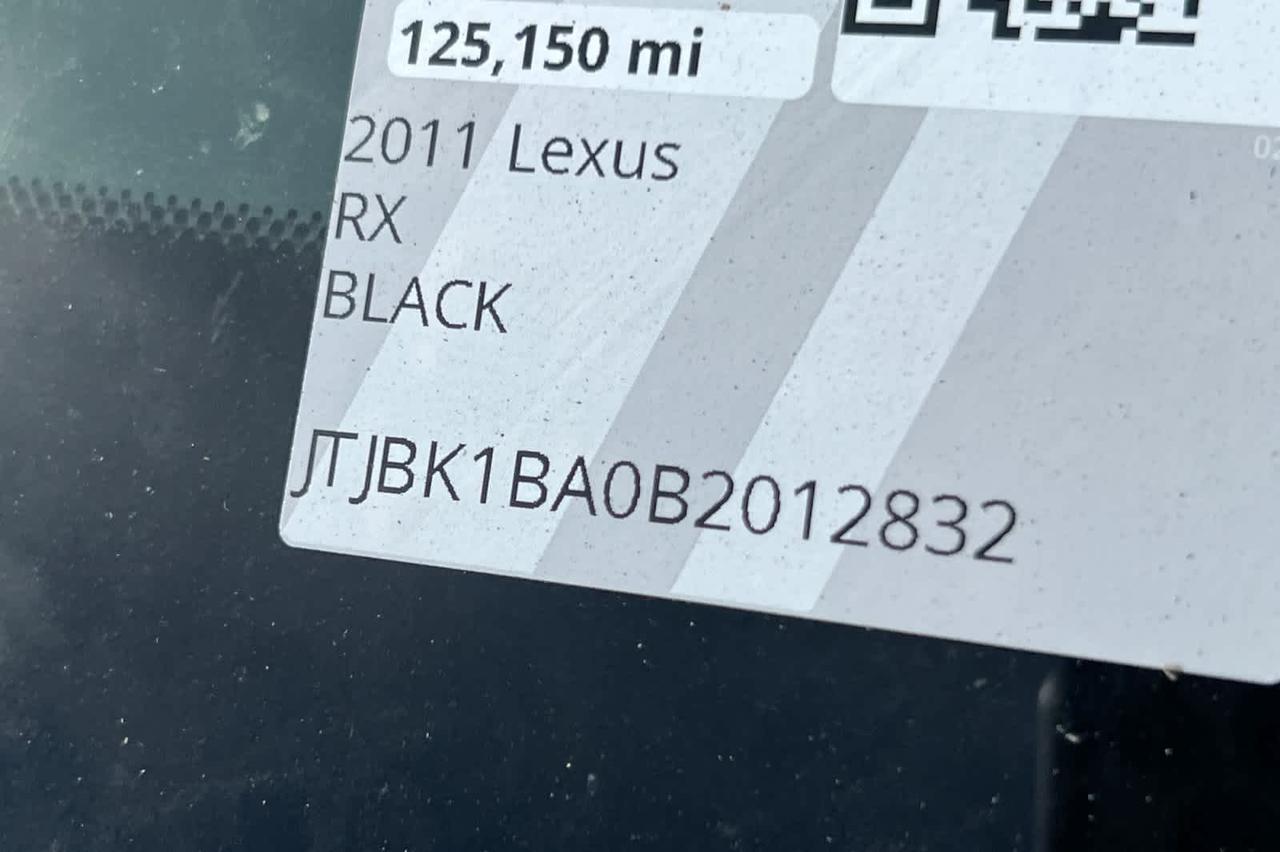 125,150 mi
2011 Lexus
RX
BLACK
JTJBK1BA0B2012832